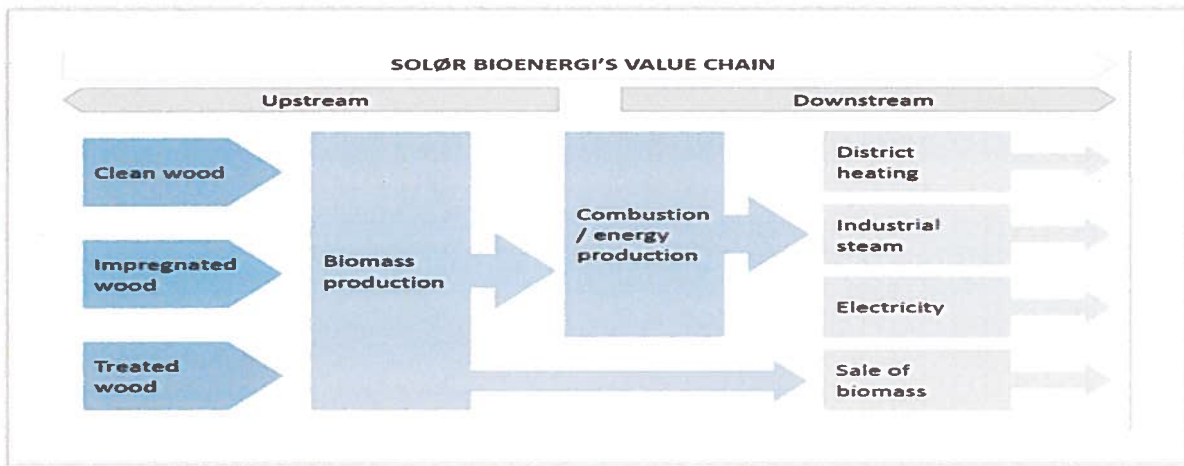 SOLØR BIOENERGI'S VALUE CHAIN
Upstream
Downstream
Clean wood
Impregnated
wood
Treated
wood
Biomass
production
Combustion
/ energy
production
District
heating
Industrial
steam
Electricity
Sale of
biomass